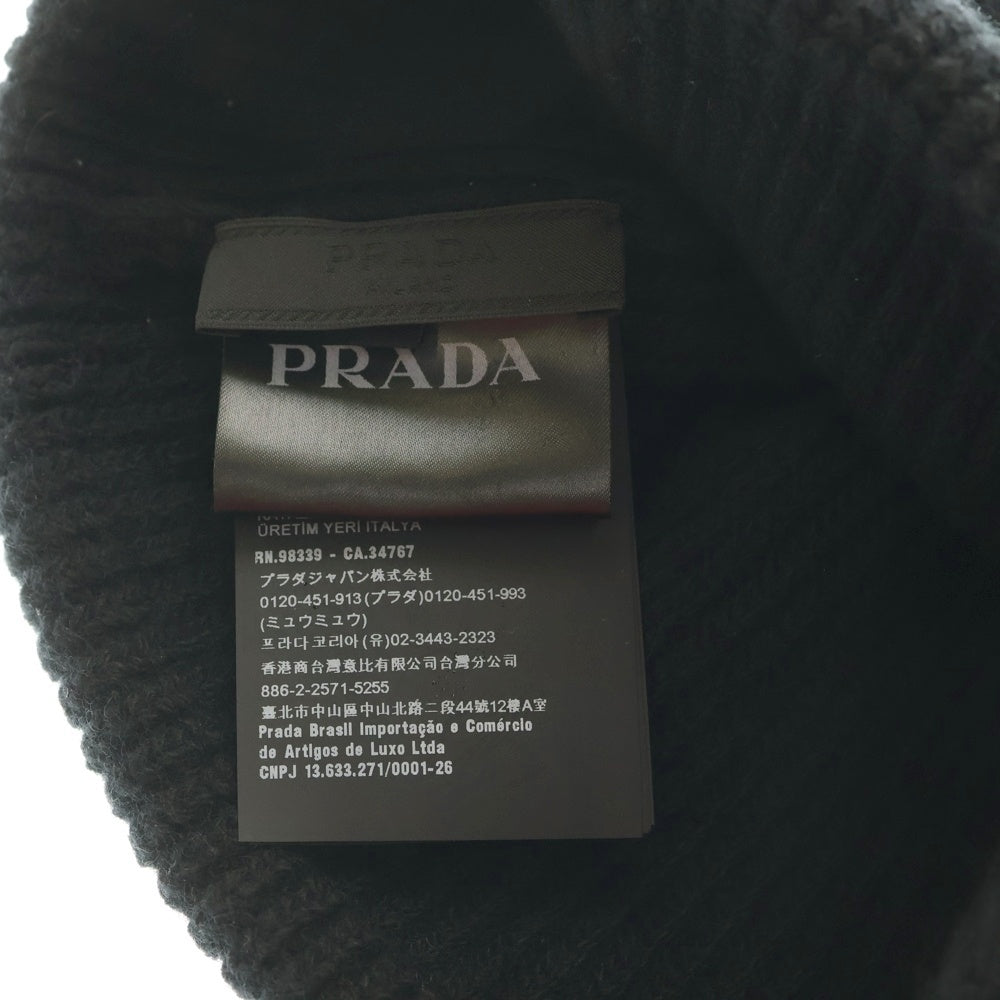 PRADA
PRADA
ÜRETİM YERİ İTALYA
RN.98339 - CA.34767
プラダジャパン株式会社
0120-451-913(プラダ)0120-451-993
(ミュウミュウ)
프라다코리아(유)02-3443-2323
香港商台灣意比有限公司台灣分公司
886-2-2571-5255
臺北市中山區中山北路二段44號12樓A室
Prada Brasil Importação e Comércio
de Artigos de Luxo Ltda
CNPJ 13.633.271/0001-26